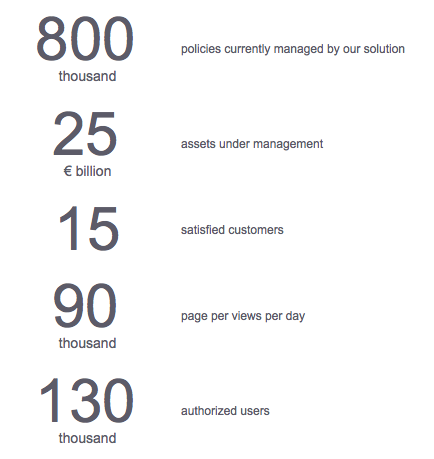 800
thousand
policies currently managed by our solution
25
€ billion
assets under management
15
satisfied customers
90
thousand
page per views per day
130
thousand
authorized users